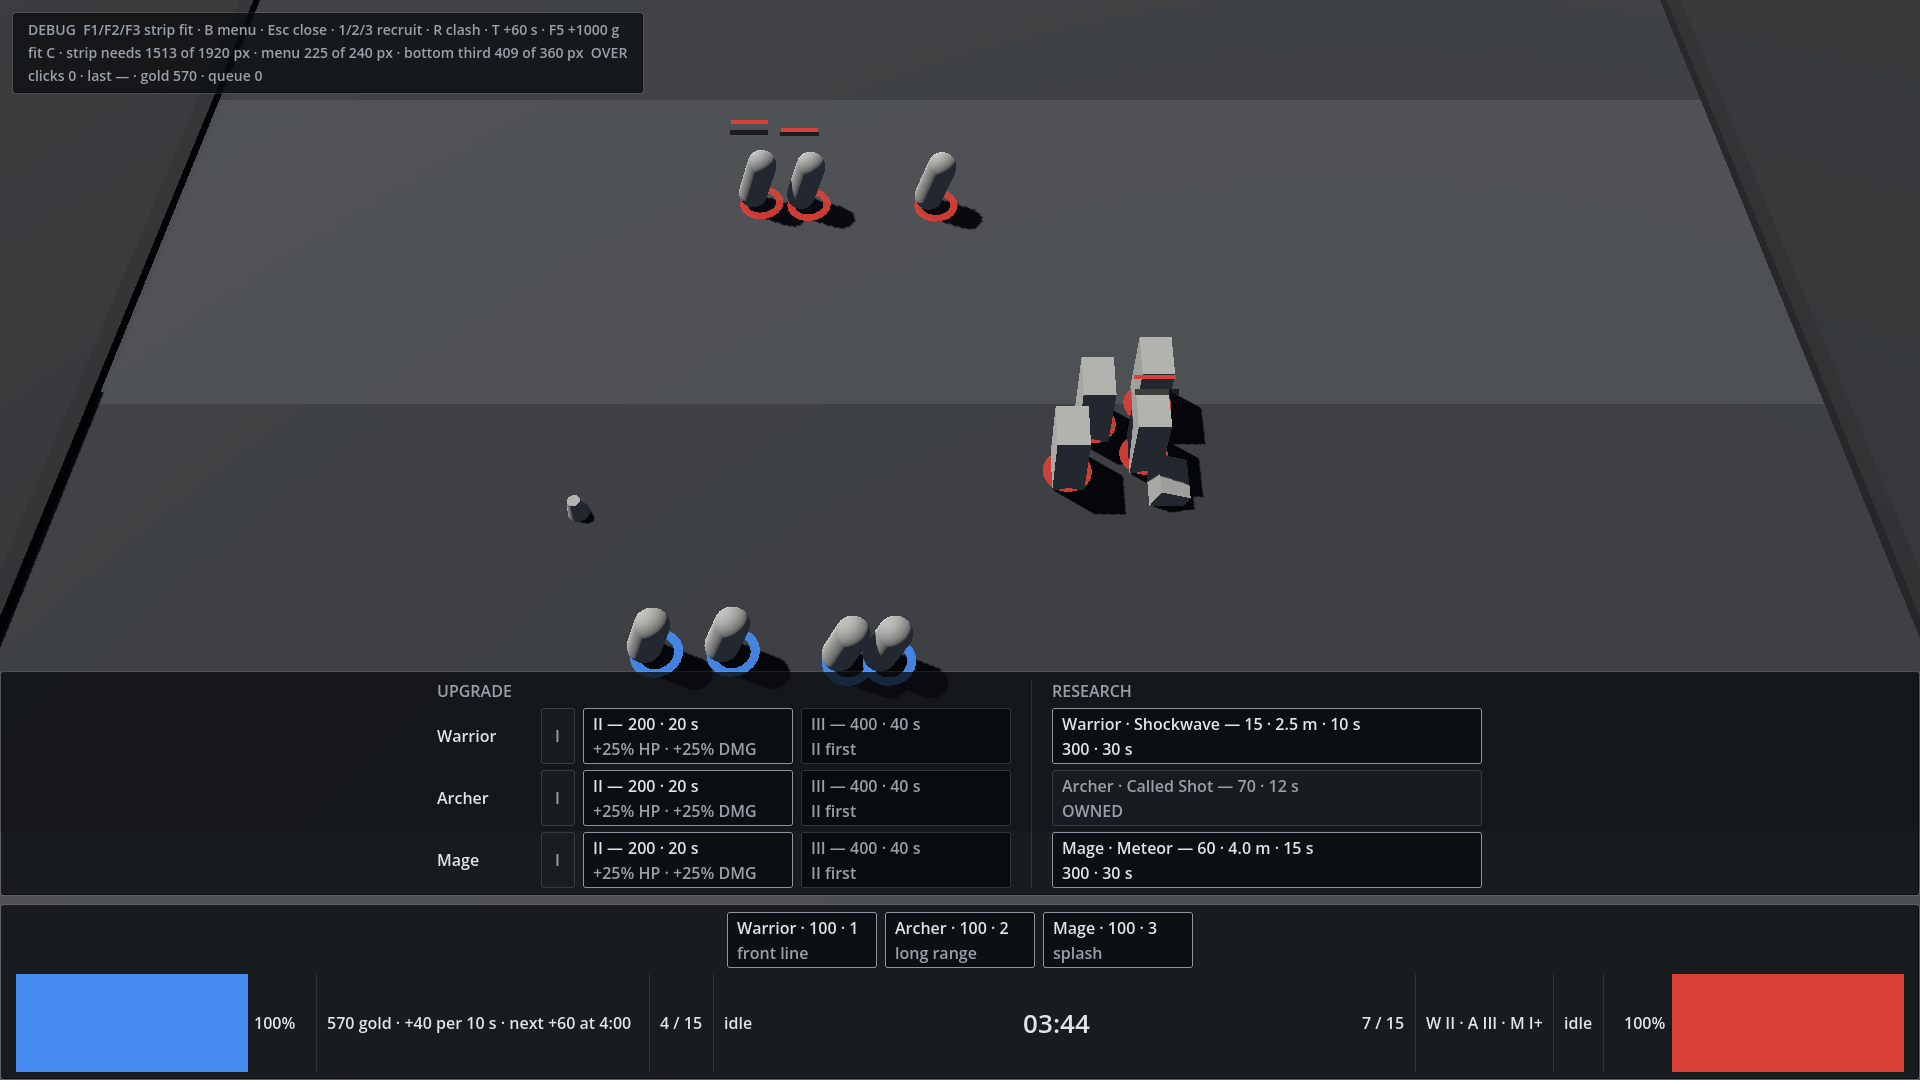 DEBUG F1/F2/F3 strip fit · B menu · Esc close · 1/2/3 recruit · R clash · T +60 s · F5 +1000 g
fit C · strip needs 1513 of 1920 px · menu 225 of 240 px · bottom third 409 of 360 px OVER
clicks 0 · last — · gold 570 · queue 0
UPGRADE
Warrior
I
II — 200 · 20 s
+25% HP · +25% DMG
III — 400 · 40 s
II first
Archer
I
II — 200 · 20 s
+25% HP · +25% DMG
III — 400 · 40 s
II first
Mage
I
II — 200 · 20 s
+25% HP · +25% DMG
III — 400 · 40 s
II first
RESEARCH
Warrior · Shockwave — 15 · 2.5 m · 10 s
300 · 30 s
Archer · Called Shot — 70 · 12 s
OWNED
Mage · Meteor — 60 · 4.0 m · 15 s
300 · 30 s
Warrior · 100 · 1
front line
Archer · 100 · 2
long range
Mage · 100 · 3
splash
100%
570 gold · +40 per 10 s · next +60 at 4:00
4 / 15
idle
03:44
7 / 15
W II · A III · M I+
idle
100%